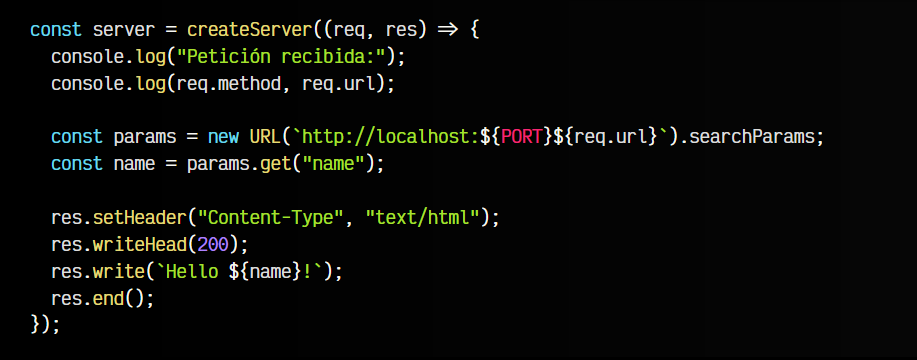 const server = createServer((req, res) => {
  console.log("Petición recibida:");
  console.log(req.method, req.url);

  const params = new URL(`http://localhost:${PORT}${req.url}`).searchParams;
  const name = params.get("name");

  res.setHeader("Content-Type", "text/html");
  res.writeHead(200);
  res.write(`Hello ${name}!`);
  res.end();
});